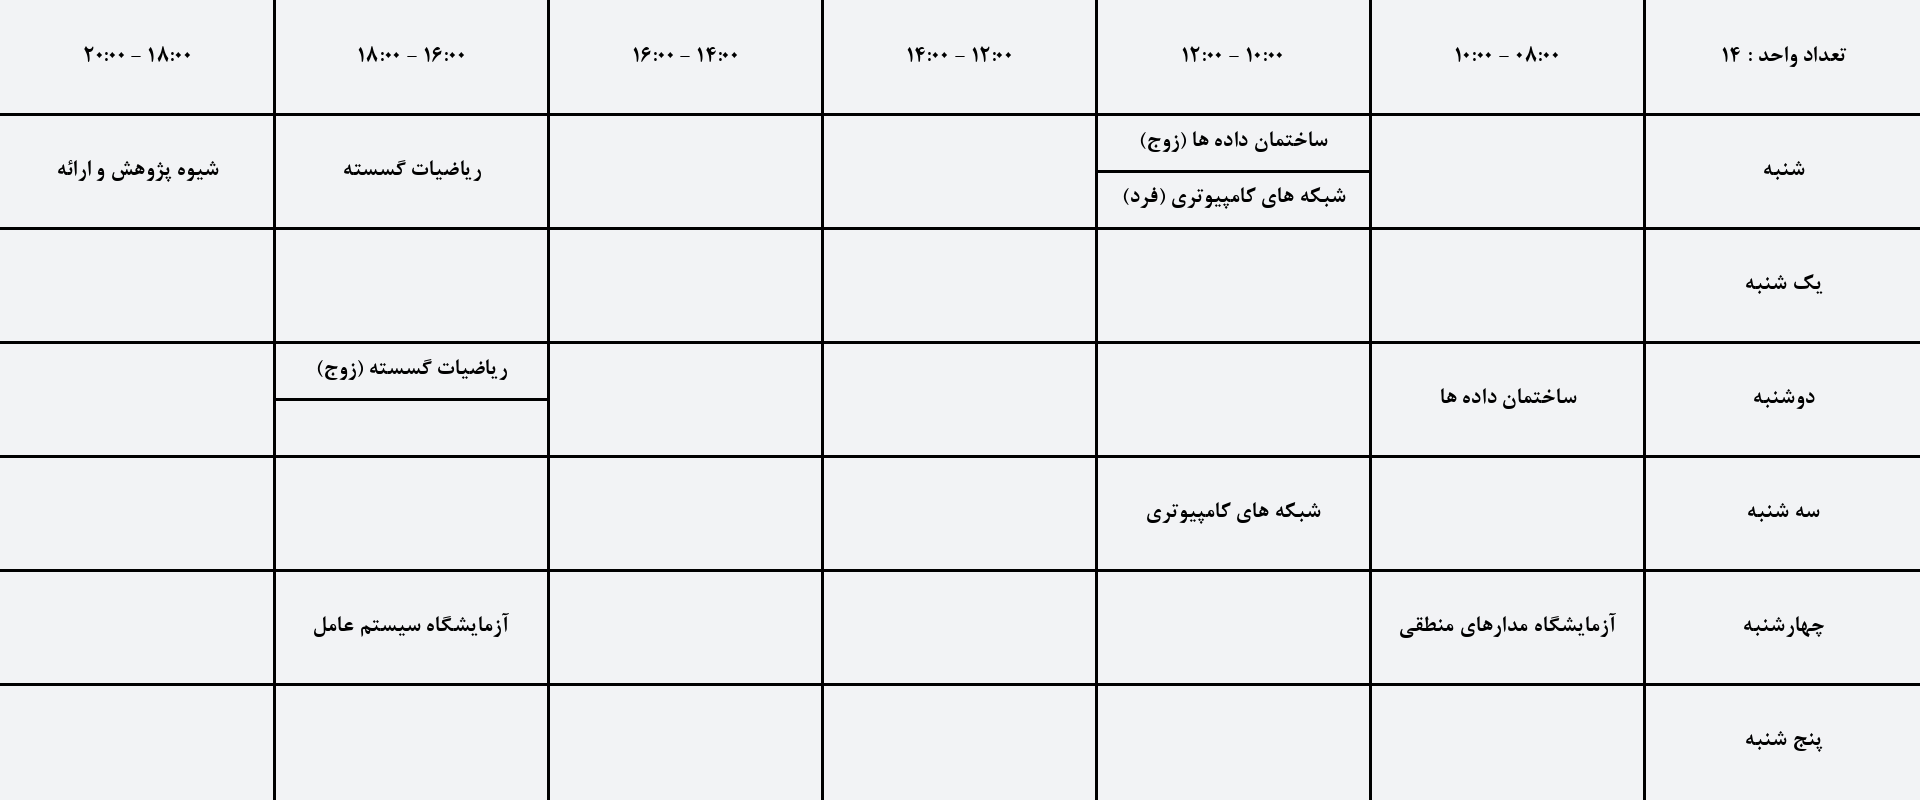 تعداد واحد : ۱۴
۰۸:۰۰ - ۱۰:۰۰
۱۰:۰۰ - ۱۲:۰۰
۱۲:۰۰ - ۱۴:۰۰
۱۴:۰۰ - ۱۶:۰۰
۱۶:۰۰ - ۱۸:۰۰
۱۸:۰۰ - ۲۰:۰۰
شنبه
ساختمان داده ها (زوج)
شبکه های کامپیوتری (فرد)
ریاضیات گسسته
شیوه پژوهش و ارائه
یک شنبه
دوشنبه
ساختمان داده ها
ریاضیات گسسته (زوج)
سه شنبه
شبکه های کامپیوتری
چهارشنبه
آزمایشگاه مدارهای منطقی
آزمایشگاه سیستم عامل
پنج شنبه